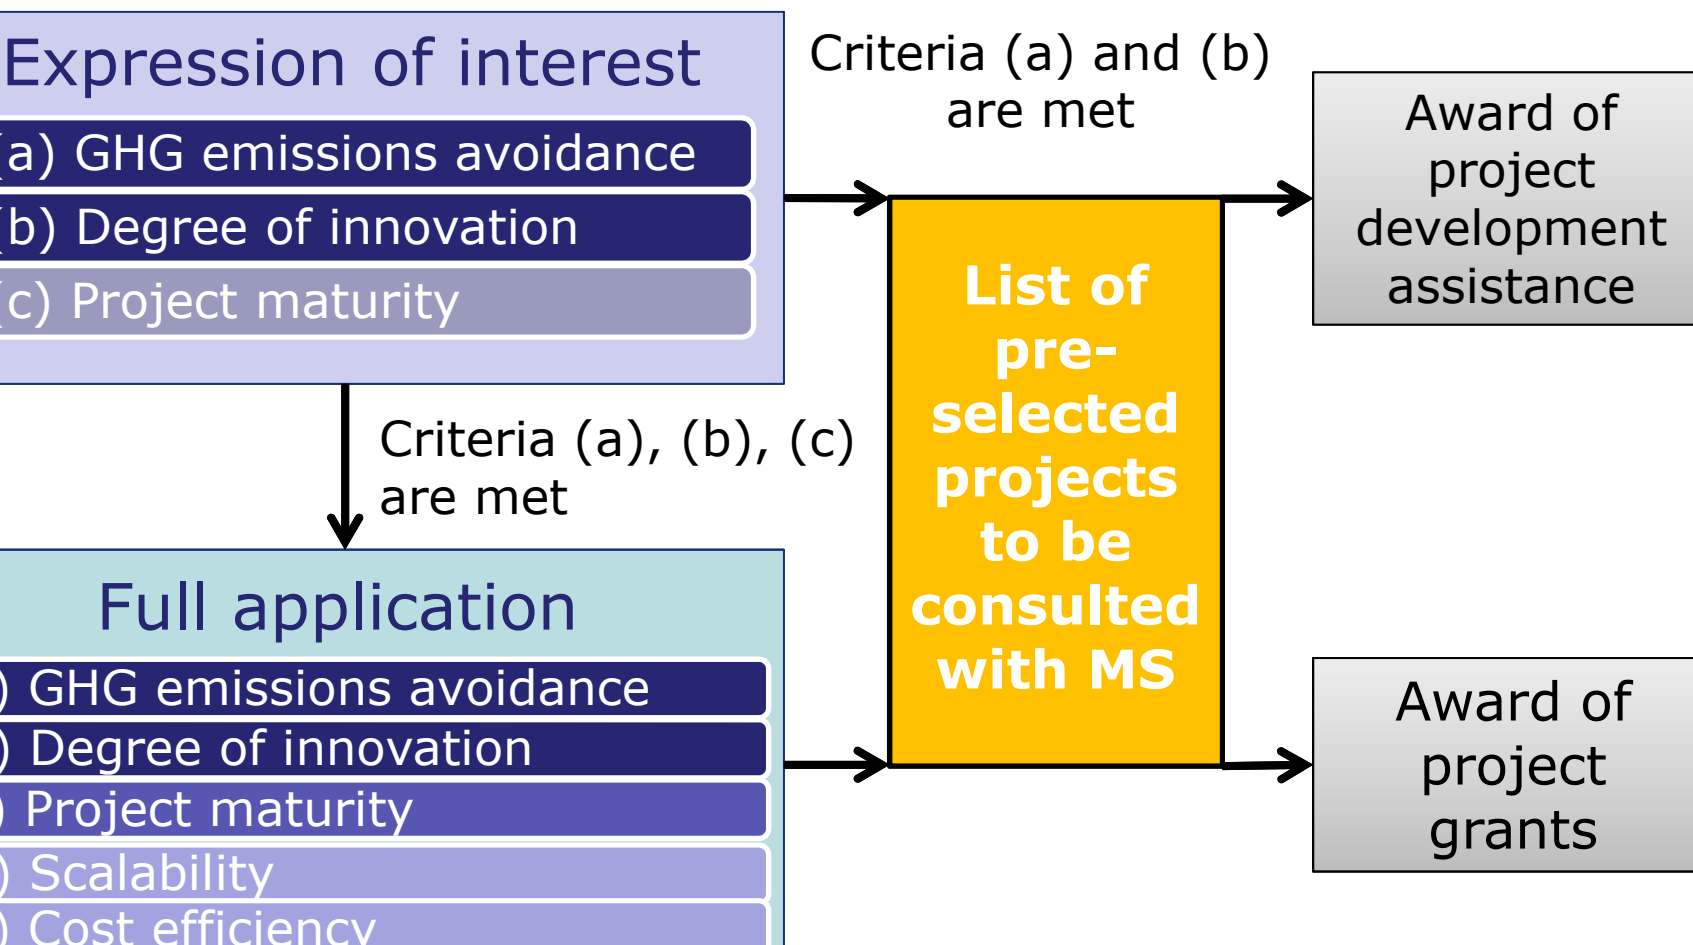 Expression of interest
(a) GHG emissions avoidance
(b) Degree of innovation
(c) Project maturity
Criteria (a) and (b)
are met
Award of
project
development
assistance
List of
pre-
selected
projects
to be
consulted
with MS
Criteria (a), (b), (c)
are met
Full application
) GHG emissions avoidance
) Degree of innovation
) Project maturity
) Scalability
) Cost efficiency
Award of
project
grants